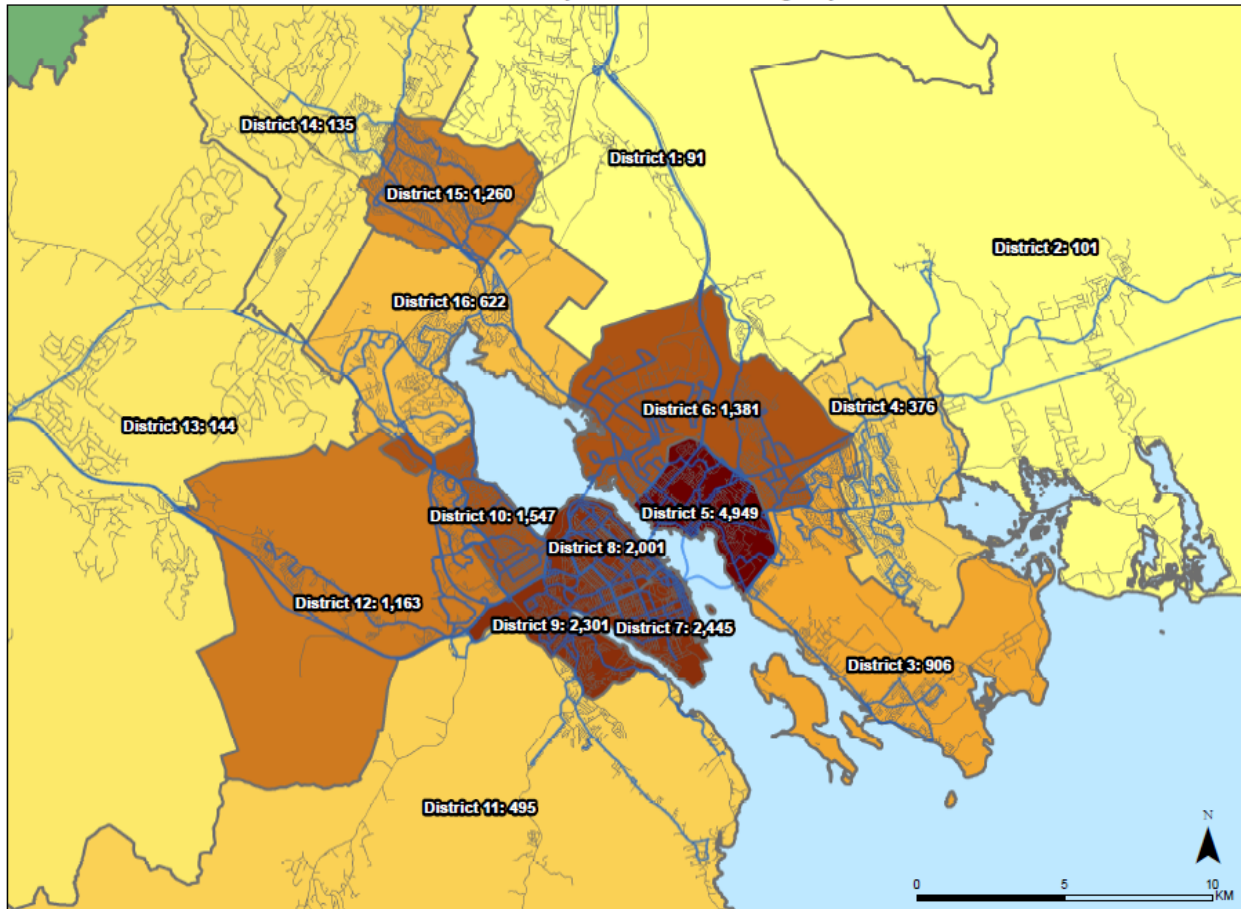 District 14: 135
District 1: 91
District 15: 1,260
District 2: 101
District 16: 622
District 6: 1,381
District 4: 376
District 13: 144
District 10: 1,547
District 5: 4,949
District 8: 2,001
District 12: 1,163
District 9: 2,301
District 7: 2,445
District 3: 906
District 11: 495
N
0 5 10
KM